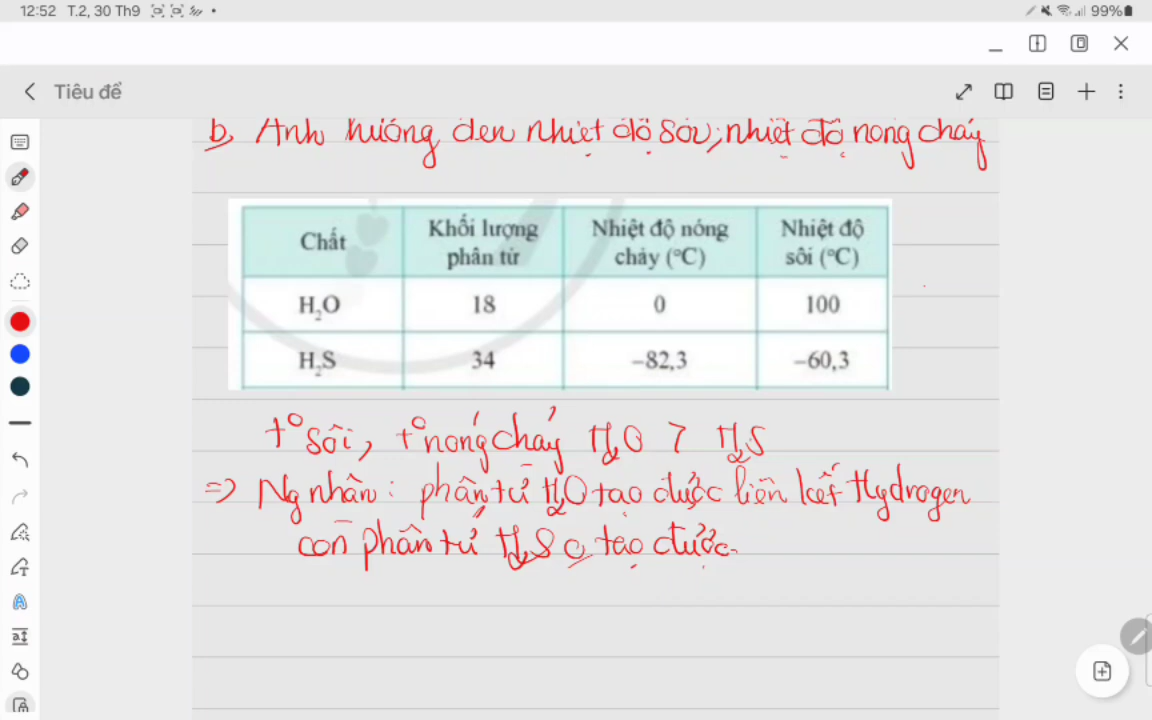 12:52 T.2, 30 Th9
99%
Tiêu đề
b, Ảnh hưởng đến nhiệt độ sôi; nhiệt độ nóng chảy
Chất Khối lượng phân tử Nhiệt độ nóng chảy (°C) Nhiệt độ sôi (°C)
H₂O 18 0 100
H₂S 34 –82,3 –60,3
t° sôi, t° nóng chảy H₂O > H₂S
=> Ng nhân: phân tử H₂O tạo được liên kết Hydrogen
còn phân tử H₂S o tạo được